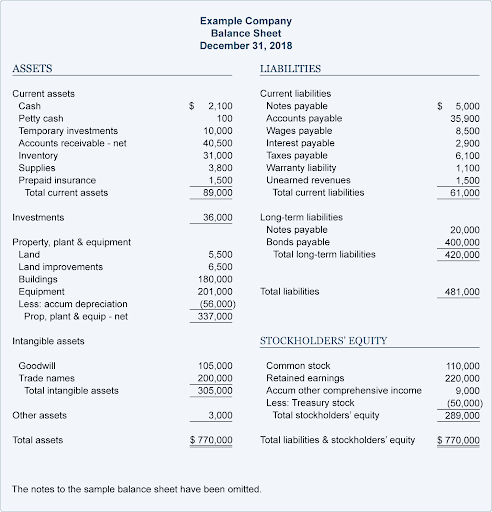 Example Company
Balance Sheet
December 31, 2018
ASSETS
Current assets
Cash $ 2,100
Petty cash 100
Temporary investments 10,000
Accounts receivable - net 40,500
Inventory 31,000
Supplies 3,800
Prepaid insurance 1,500
Total current assets 89,000
Investments 36,000
Property, plant & equipment
Land 5,500
Land improvements 6,500
Buildings 180,000
Equipment 201,000
Less: accum depreciation (56,000)
Prop, plant & equip - net 337,000
Intangible assets
Goodwill 105,000
Trade names 200,000
Total intangible assets 305,000
Other assets 3,000
Total assets $ 770,000
LIABILITIES
Current liabilities
Notes payable $ 5,000
Accounts payable 35,900
Wages payable 8,500
Interest payable 2,900
Taxes payable 6,100
Warranty liability 1,100
Unearned revenues 1,500
Total current liabilities 61,000
Long-term liabilities
Notes payable 20,000
Bonds payable 400,000
Total long-term liabilities 420,000
Total liabilities 481,000
STOCKHOLDERS' EQUITY
Common stock 110,000
Retained earnings 220,000
Accum other comprehensive income 9,000
Less: Treasury stock (50,000)
Total stockholders' equity 289,000
Total liabilities & stockholders' equity $ 770,000
The notes to the sample balance sheet have been omitted.